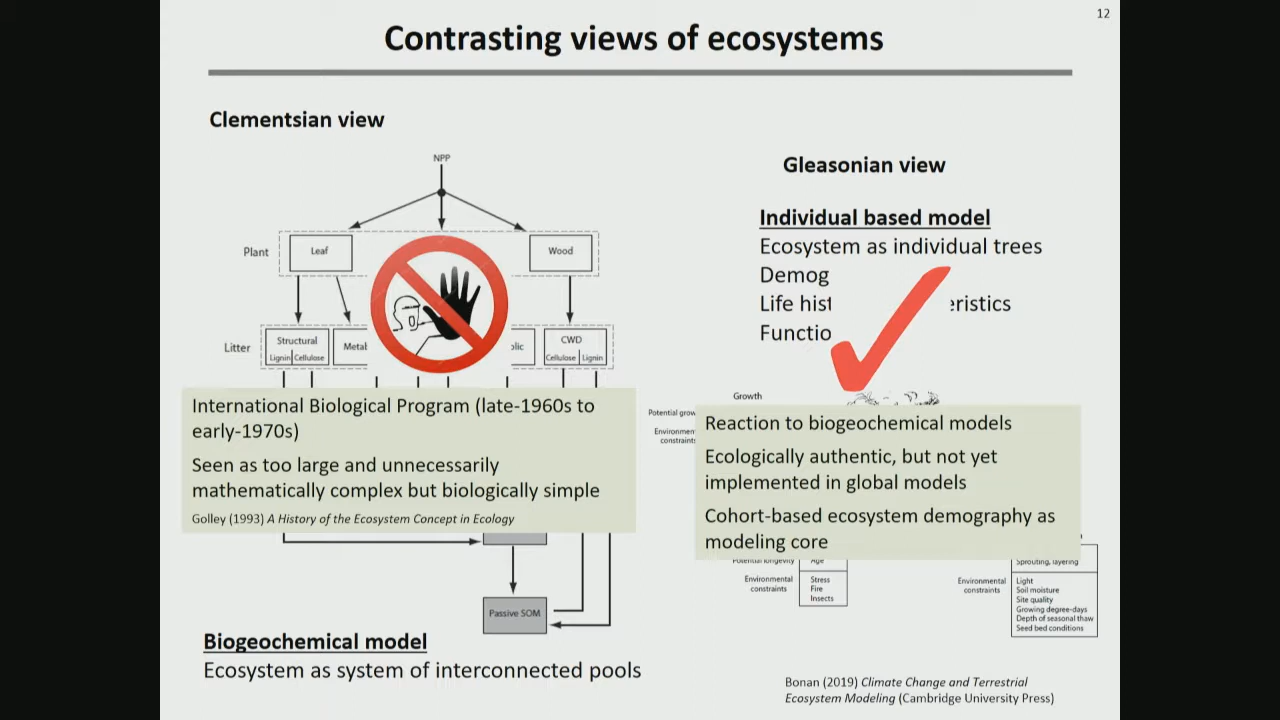 12
Contrasting views of ecosystems
Clementsian view
NPP
Plant
Leaf
Wood
Litter
Structural
Lignin Cellulose
CWD
Cellulose Lignin
International Biological Program (late-1960s to
early-1970s)
Seen as too large and unnecessarily
mathematically complex but biologically simple
Golley (1993) A History of the Ecosystem Concept in Ecology
Passive SOM
Biogeochemical model
Ecosystem as system of interconnected pools
Gleasonian view
Individual based model
Ecosystem as individual trees
Life
Growth
Potential
constraints
Reaction to biogeochemical models
Ecologically authentic, but not yet
implemented in global models
Cohort-based ecosystem demography as
modeling core
Potential longevity
Age
Environmental
constraints
Stress
Fire
Insects
Sprouting, layering
Environmental
constraints
Light
Soil moisture
Site quality
Growing degree-days
Depth of seasonal thaw
Seed bed conditions
Bonan (2019) Climate Change and Terrestrial
Ecosystem Modeling (Cambridge University Press)